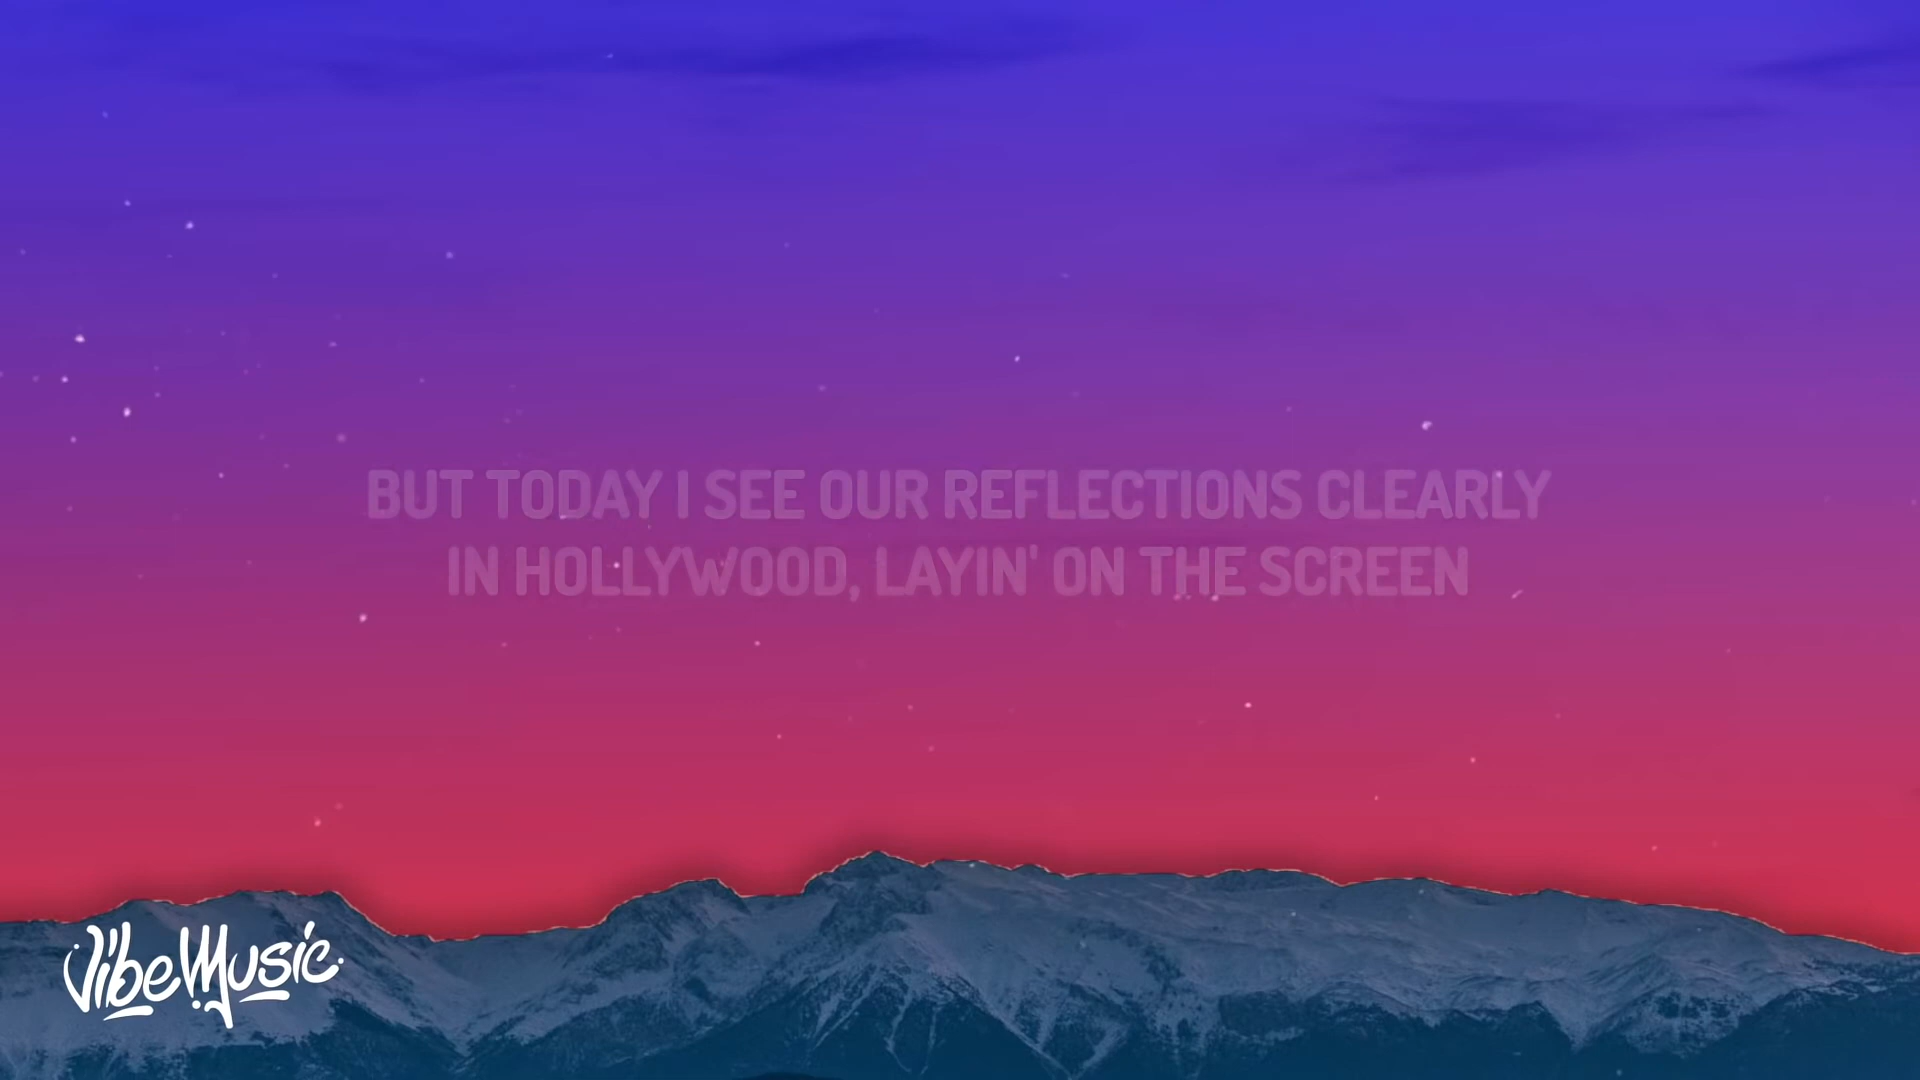 BUT TODAY I SEE OUR REFLECTIONS CLEARLY
IN HOLLYWOOD, LAYIN' ON THE SCREEN
VibeMusic